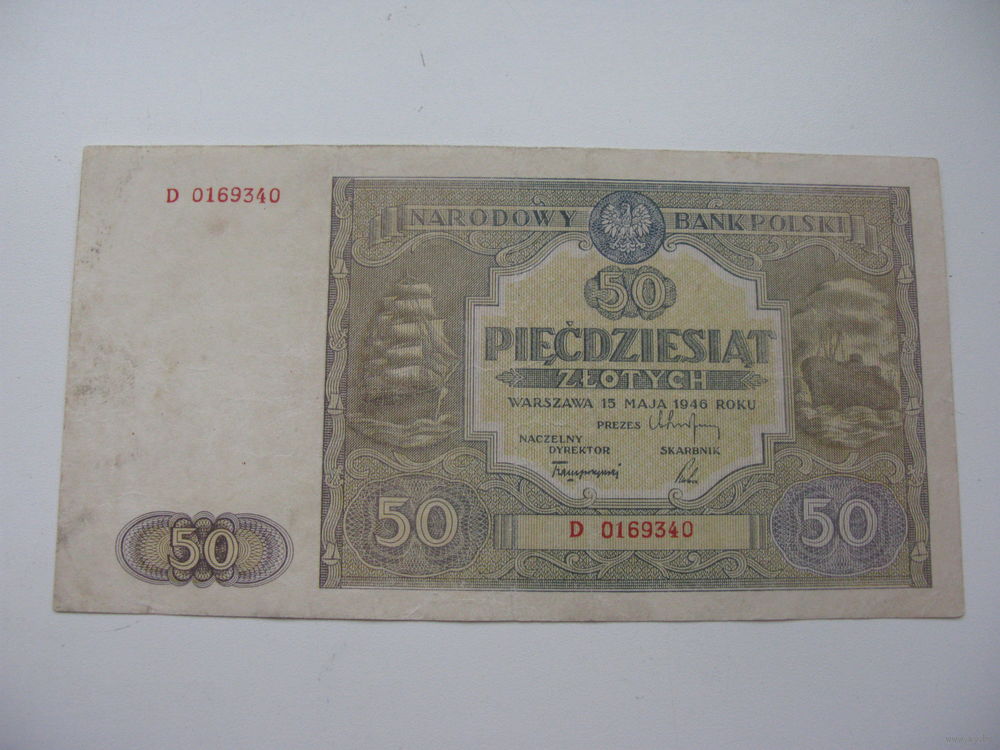 D 0169340
NARODOWY BANK POLSKI
50
PIĘĆDZIESIĄT
ZŁOTYCH
WARSZAWA 15 MAJA 1946 ROKU
PREZES
NACZELNY
DYREKTOR SKARBNIK
50 50 50
D 0169340